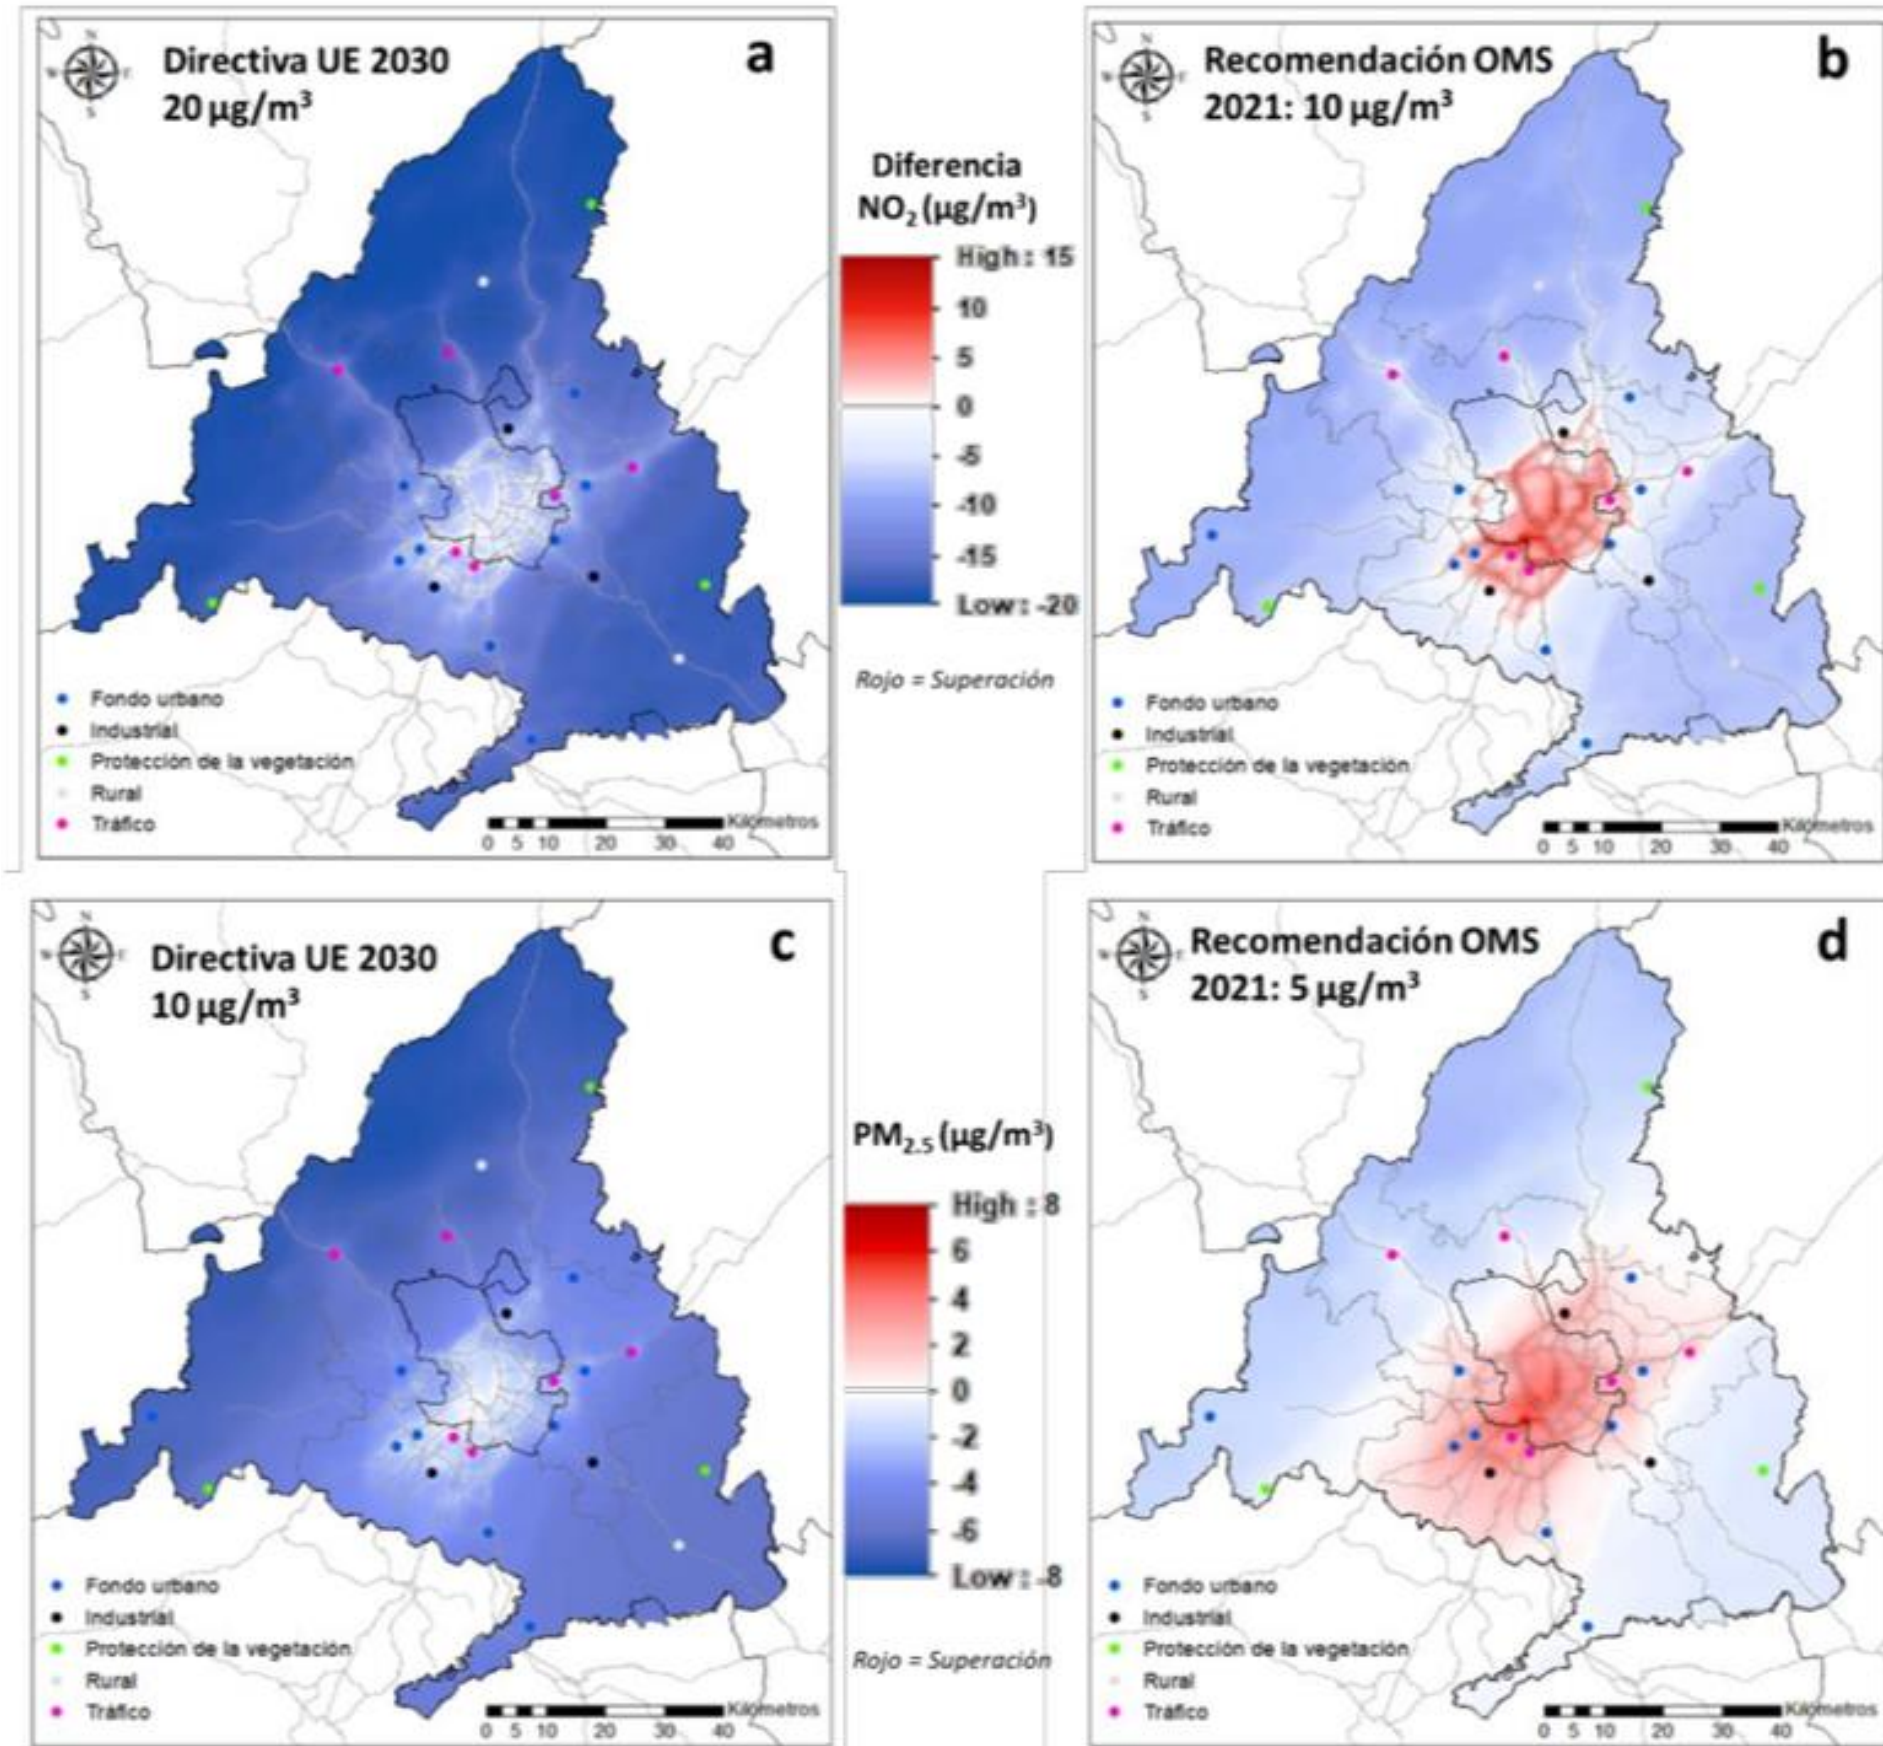 Directiva UE 2030
20 µg/m³
a
N
W
E
S
Fondo urbano
Industrial
Protección de la vegetación
Rural
Tráfico
Kilómetros
0 5 10 20 30 40
Diferencia
NO₂ (µg/m³)
High : 15
10
5
0
-5
-10
-15
Low : -20
Rojo = Superación
Recomendación OMS
2021: 10 µg/m³
b
N
W
E
S
Fondo urbano
Industrial
Protección de la vegetación
Rural
Tráfico
Kilómetros
0 5 10 20 30 40
Directiva UE 2030
10 µg/m³
c
N
W
E
S
Fondo urbano
Industrial
Protección de la vegetación
Rural
Tráfico
Kilómetros
0 5 10 20 30 40
PM₂.₅ (µg/m³)
High : 8
6
4
2
0
-2
-4
-6
Low : -8
Rojo = Superación
Recomendación OMS
2021: 5 µg/m³
d
N
W
E
S
Fondo urbano
Industrial
Protección de la vegetación
Rural
Tráfico
Kilómetros
0 5 10 20 30 40